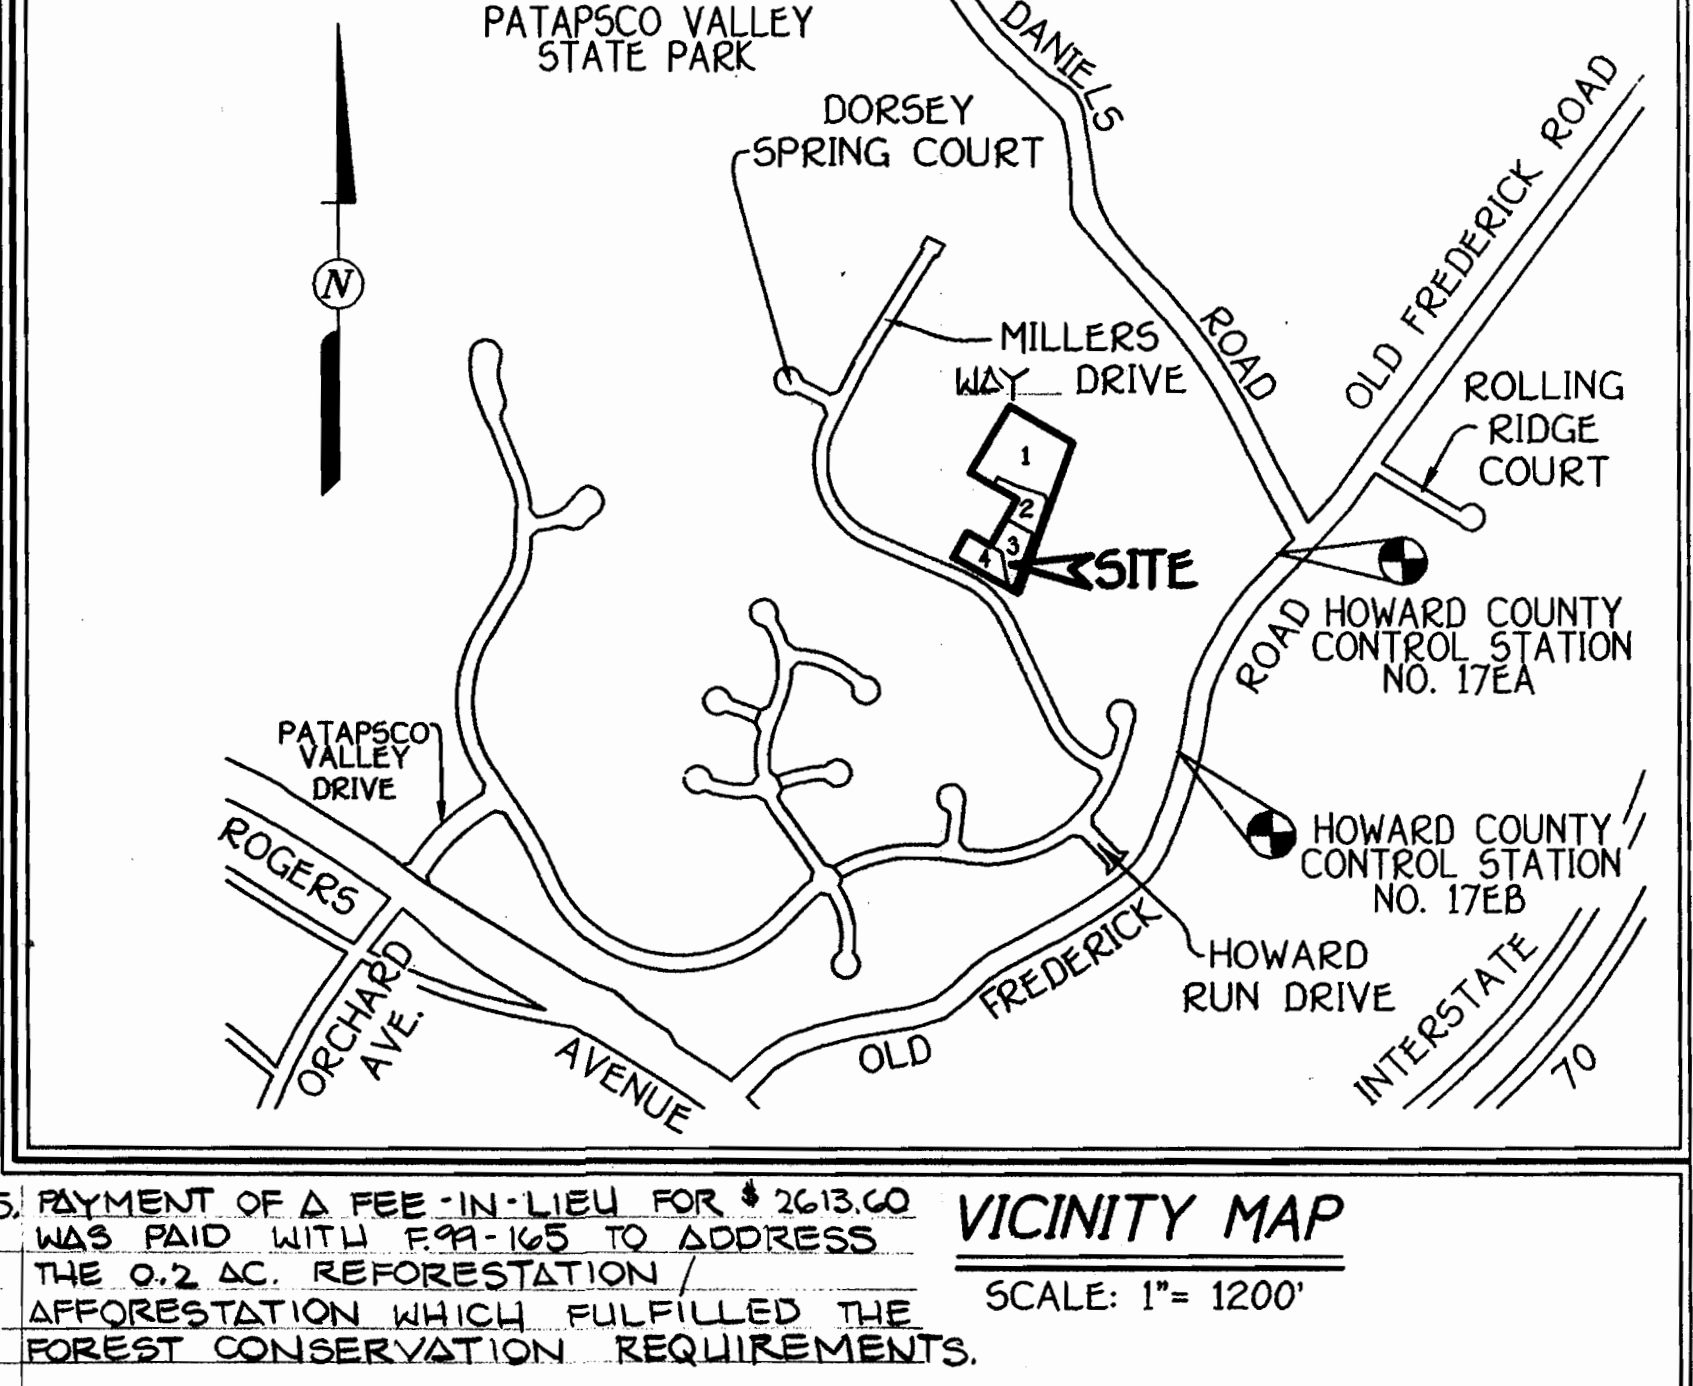 PATAPSCO VALLEY
STATE PARK
DANIELS
ROAD
DORSEY
SPRING COURT
OLD FREDERICK ROAD
N
MILLERS
WAY DRIVE
ROLLING
RIDGE
COURT
1
2
3
4
SITE
HOWARD COUNTY
CONTROL STATION
NO. 17EA
ROAD
PATAPSCO
VALLEY
DRIVE
ROGERS
HOWARD COUNTY
CONTROL STATION
NO. 17EB
FREDERICK
HOWARD
RUN DRIVE
ORCHARD
AVE.
OLD
AVENUE
INTERSTATE
70
5. PAYMENT OF A FEE-IN-LIEU FOR $2613.60
WAS PAID WITH F.99-165 TO ADDRESS
THE 0.2 AC. REFORESTATION /
AFFORESTATION WHICH FULFILLED THE
FOREST CONSERVATION REQUIREMENTS.
VICINITY MAP
SCALE: 1"= 1200'